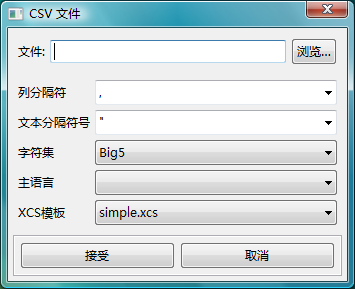 CSV 文件
文件: 浏览...
列分隔符 ,
文本分隔符号 "
字符集 Big5
主语言
XCS模板 simple.xcs
接受 取消